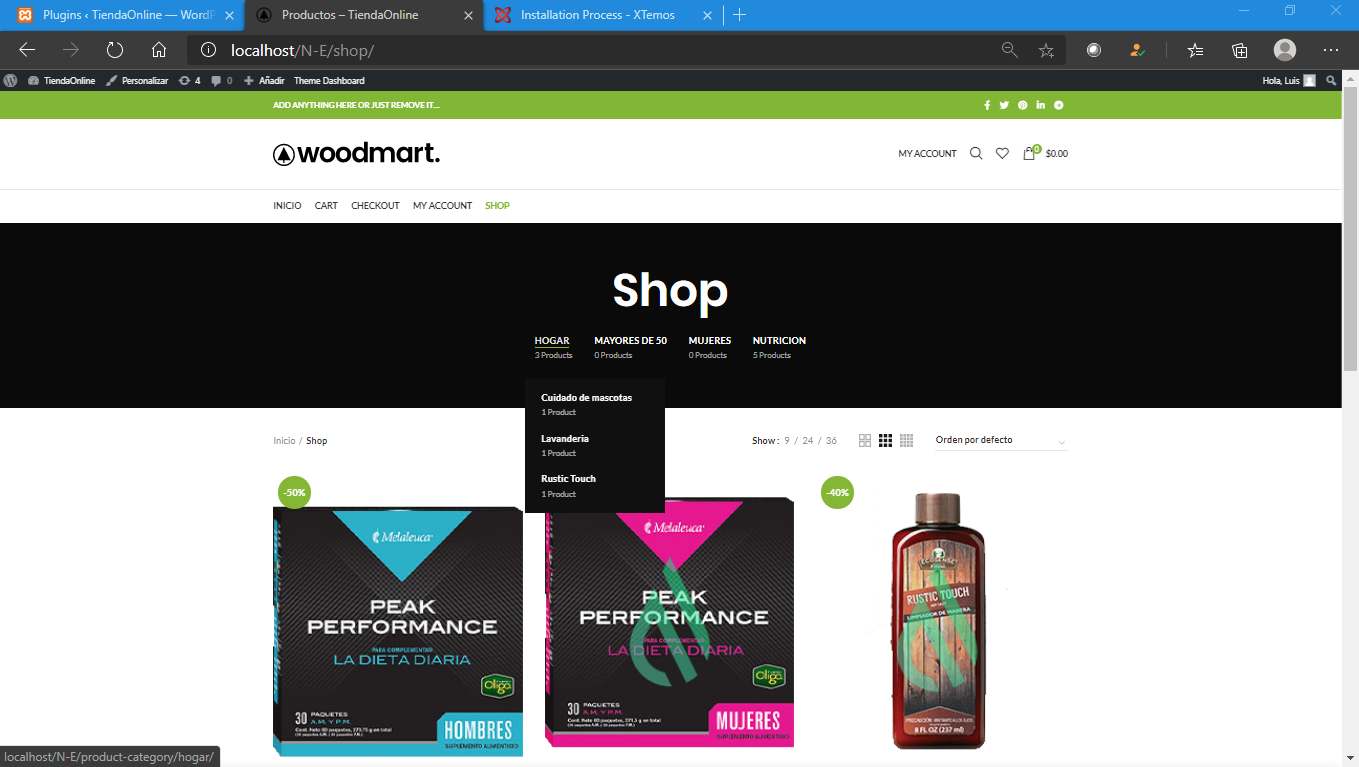 Plugins ‹ TiendaOnline — WordP
Productos – TiendaOnline
Installation Process - XTemos
localhost/N-E/shop/
TiendaOnline
Personalizar
4
0
Añadir
Theme Dashboard
Hola, Luis
ADD ANYTHING HERE OR JUST REMOVE IT...
woodmart.
MY ACCOUNT
0
$0.00
INICIO
CART
CHECKOUT
MY ACCOUNT
SHOP
Shop
HOGAR
3 Products
MAYORES DE 50
0 Products
MUJERES
0 Products
NUTRICION
5 Products
Cuidado de mascotas
1 Product
Lavanderia
1 Product
Rustic Touch
1 Product
Inicio / Shop
Show : 9 / 24 / 36
Orden por defecto
-50%
Melaleuca
PEAK
PERFORMANCE
PARA COMPLEMENTAR
LA DIETA DIARIA
oliga
30 PAQUETES
A.M. Y P.M.
HOMBRES
SUPLEMENTO ALIMENTICIO
Melaleuca
PEAK
PERFORMANCE
PARA COMPLEMENTAR
LA DIETA DIARIA
oliga
30 PAQUETES
A.M. Y P.M.
MUJERES
SUPLEMENTO ALIMENTICIO
-40%
ECOSENSE
RUSTIC TOUCH
LIMPIADOR DE MADERA
8 FL OZ (237 ml)
localhost/N-E/product-category/hogar/